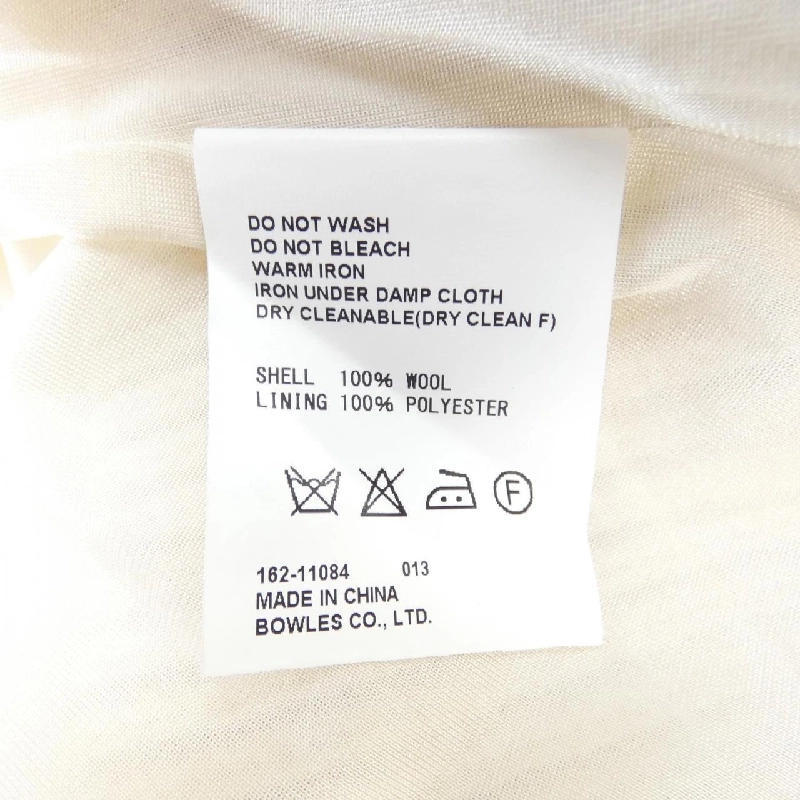 DO NOT WASH
DO NOT BLEACH
WARM IRON
IRON UNDER DAMP CLOTH
DRY CLEANABLE(DRY CLEAN F)
SHELL 100% WOOL
LINING 100% POLYESTER
F
162-11084 013
MADE IN CHINA
BOWLES CO., LTD.